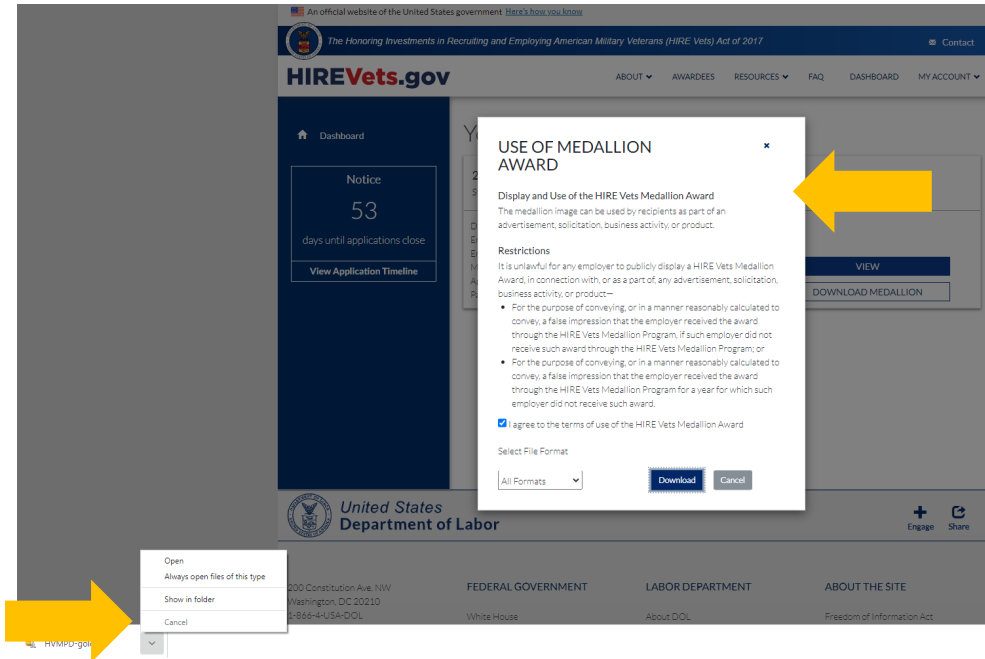 An official website of the United States government Here's how you know
The Honoring Investments in Recruiting and Employing American Military Veterans (HIRE Vets) Act of 2017
Contact
HIREVets.gov
ABOUT
AWARDEES
RESOURCES
FAQ
DASHBOARD
MY ACCOUNT
Dashboard
Notice
53
days until applications close
View Application Timeline
USE OF MEDALLION
AWARD
Display and Use of the HIRE Vets Medallion Award
The medallion image can be used by recipients as part of an
advertisement, solicitation, business activity, or product.
Restrictions
It is unlawful for any employer to publicly display a HIRE Vets Medallion
Award, in connection with, or as a part of, any advertisement, solicitation,
business activity, or product—
• For the purpose of conveying, or in a manner reasonably calculated to
convey, a false impression that the employer received the award
through the HIRE Vets Medallion Program, if such employer did not
receive such award through the HIRE Vets Medallion Program; or
• For the purpose of conveying, or in a manner reasonably calculated to
convey, a false impression that the employer received the award
through the HIRE Vets Medallion Program for a year for which such
employer did not receive such award.
I agree to the terms of use of the HIRE Vets Medallion Award
Select File Format
All Formats
Download
Cancel
VIEW
DOWNLOAD MEDALLION
United States
Department of Labor
Engage
Share
Open
Always open files of this type
Show in folder
Cancel
200 Constitution Ave. NW
Washington, DC 20210
1-866-4-USA-DOL
FEDERAL GOVERNMENT
White House
LABOR DEPARTMENT
About DOL
ABOUT THE SITE
Freedom of Information Act